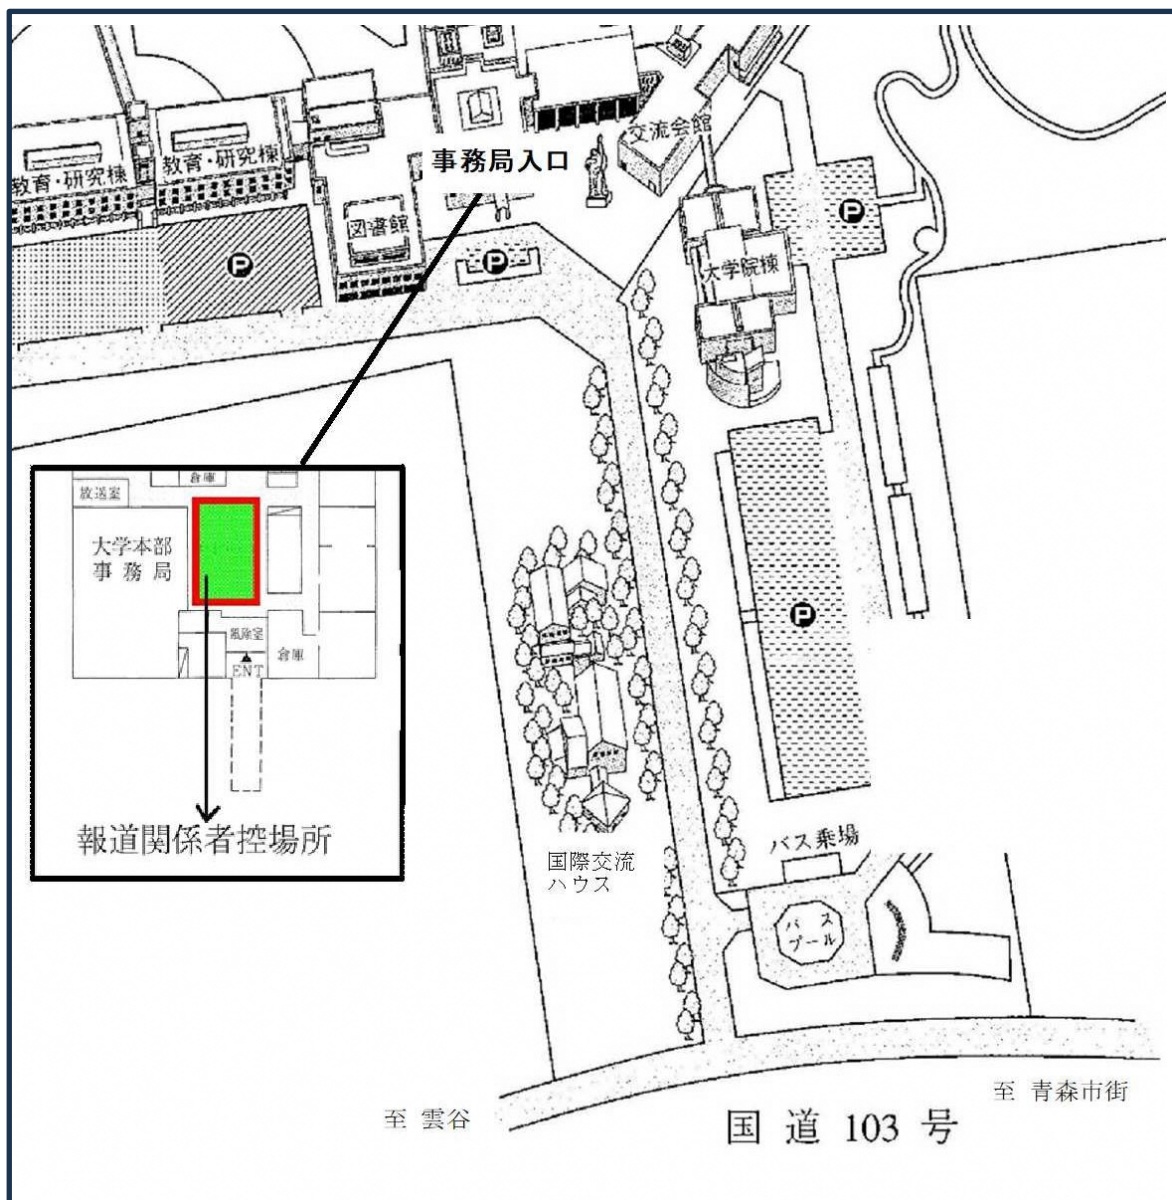 交流会館
事務局入口
教育・研究棟
教育・研究棟
図書館
P
P
P
大学院棟
倉庫
放送室
大学本部
事務局
風除室
倉庫
ENT
報道関係者控場所
P
バス乗場
国際交流
ハウス
バス
プール
至 青森市街
至 雲谷
国道 103 号